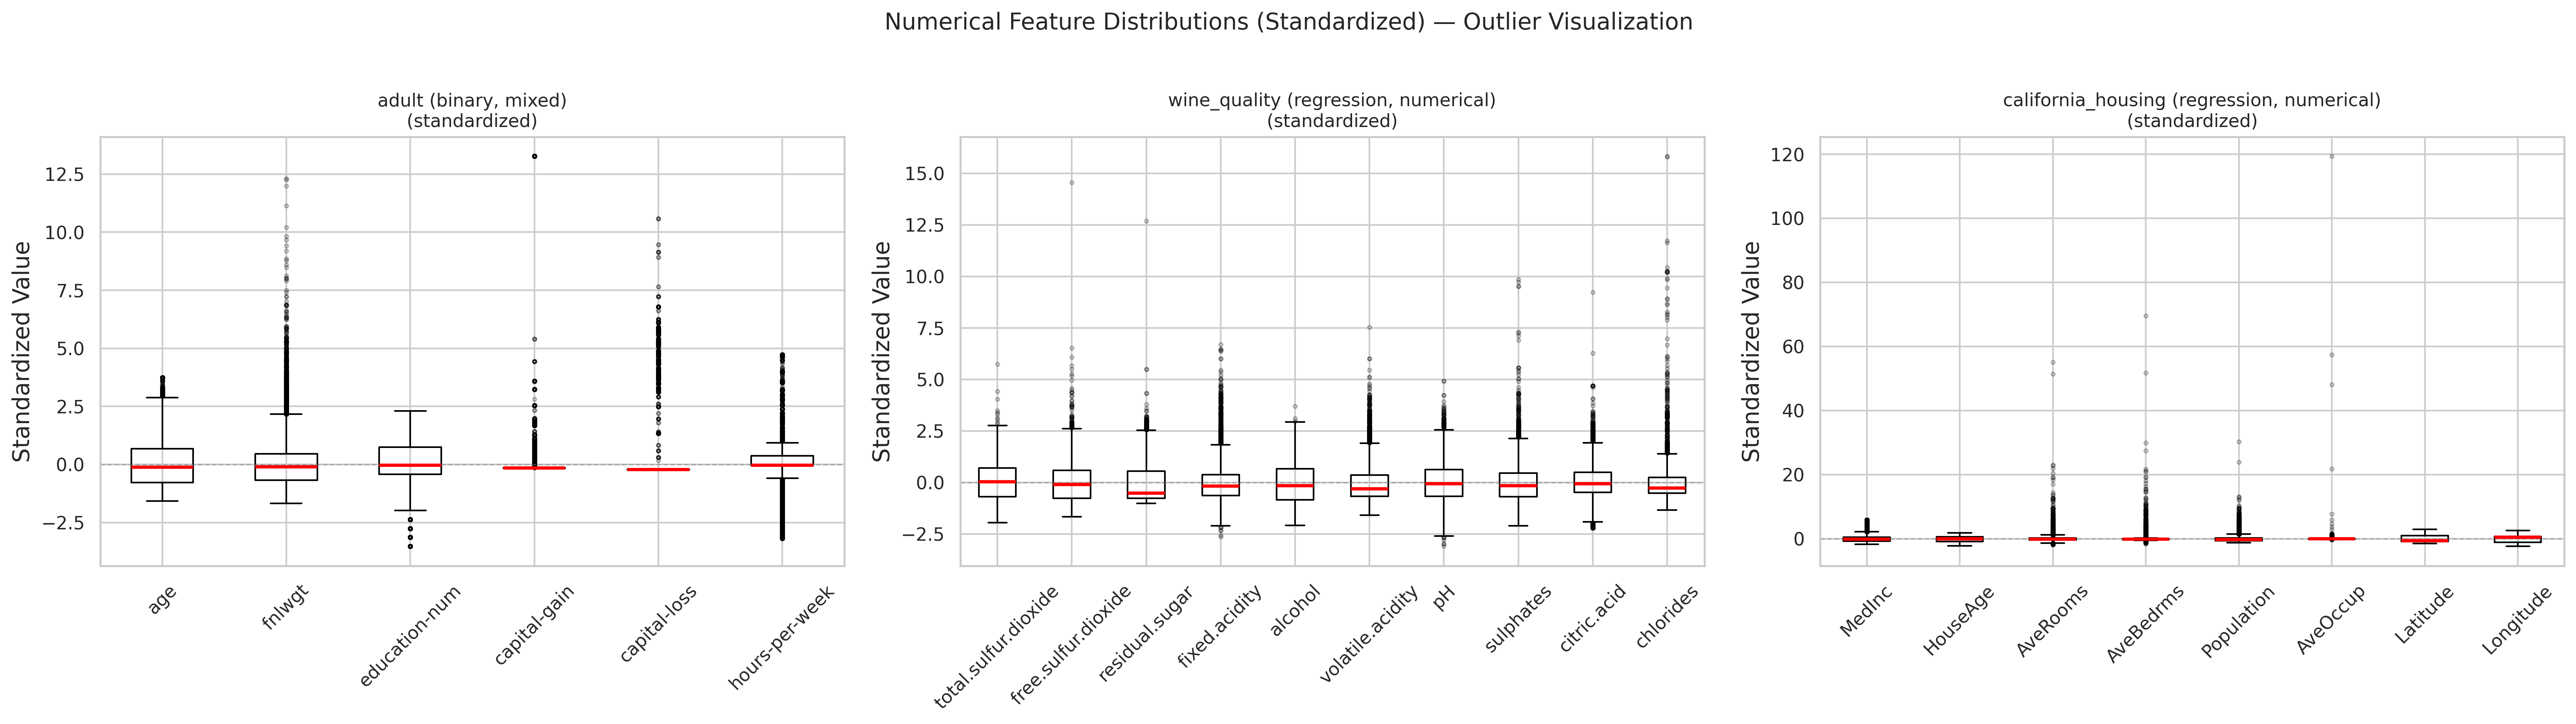 Numerical Feature Distributions (Standardized) — Outlier Visualization
adult (binary, mixed)
(standardized)
Standardized Value
12.5
10.0
7.5
5.0
2.5
0.0
−2.5
age
fnlwgt
education-num
capital-gain
capital-loss
hours-per-week
wine_quality (regression, numerical)
(standardized)
Standardized Value
15.0
12.5
10.0
7.5
5.0
2.5
0.0
−2.5
total.sulfur.dioxide
free.sulfur.dioxide
residual.sugar
fixed.acidity
alcohol
volatile.acidity
pH
sulphates
citric.acid
chlorides
california_housing (regression, numerical)
(standardized)
Standardized Value
120
100
80
60
40
20
0
MedInc
HouseAge
AveRooms
AveBedrms
Population
AveOccup
Latitude
Longitude